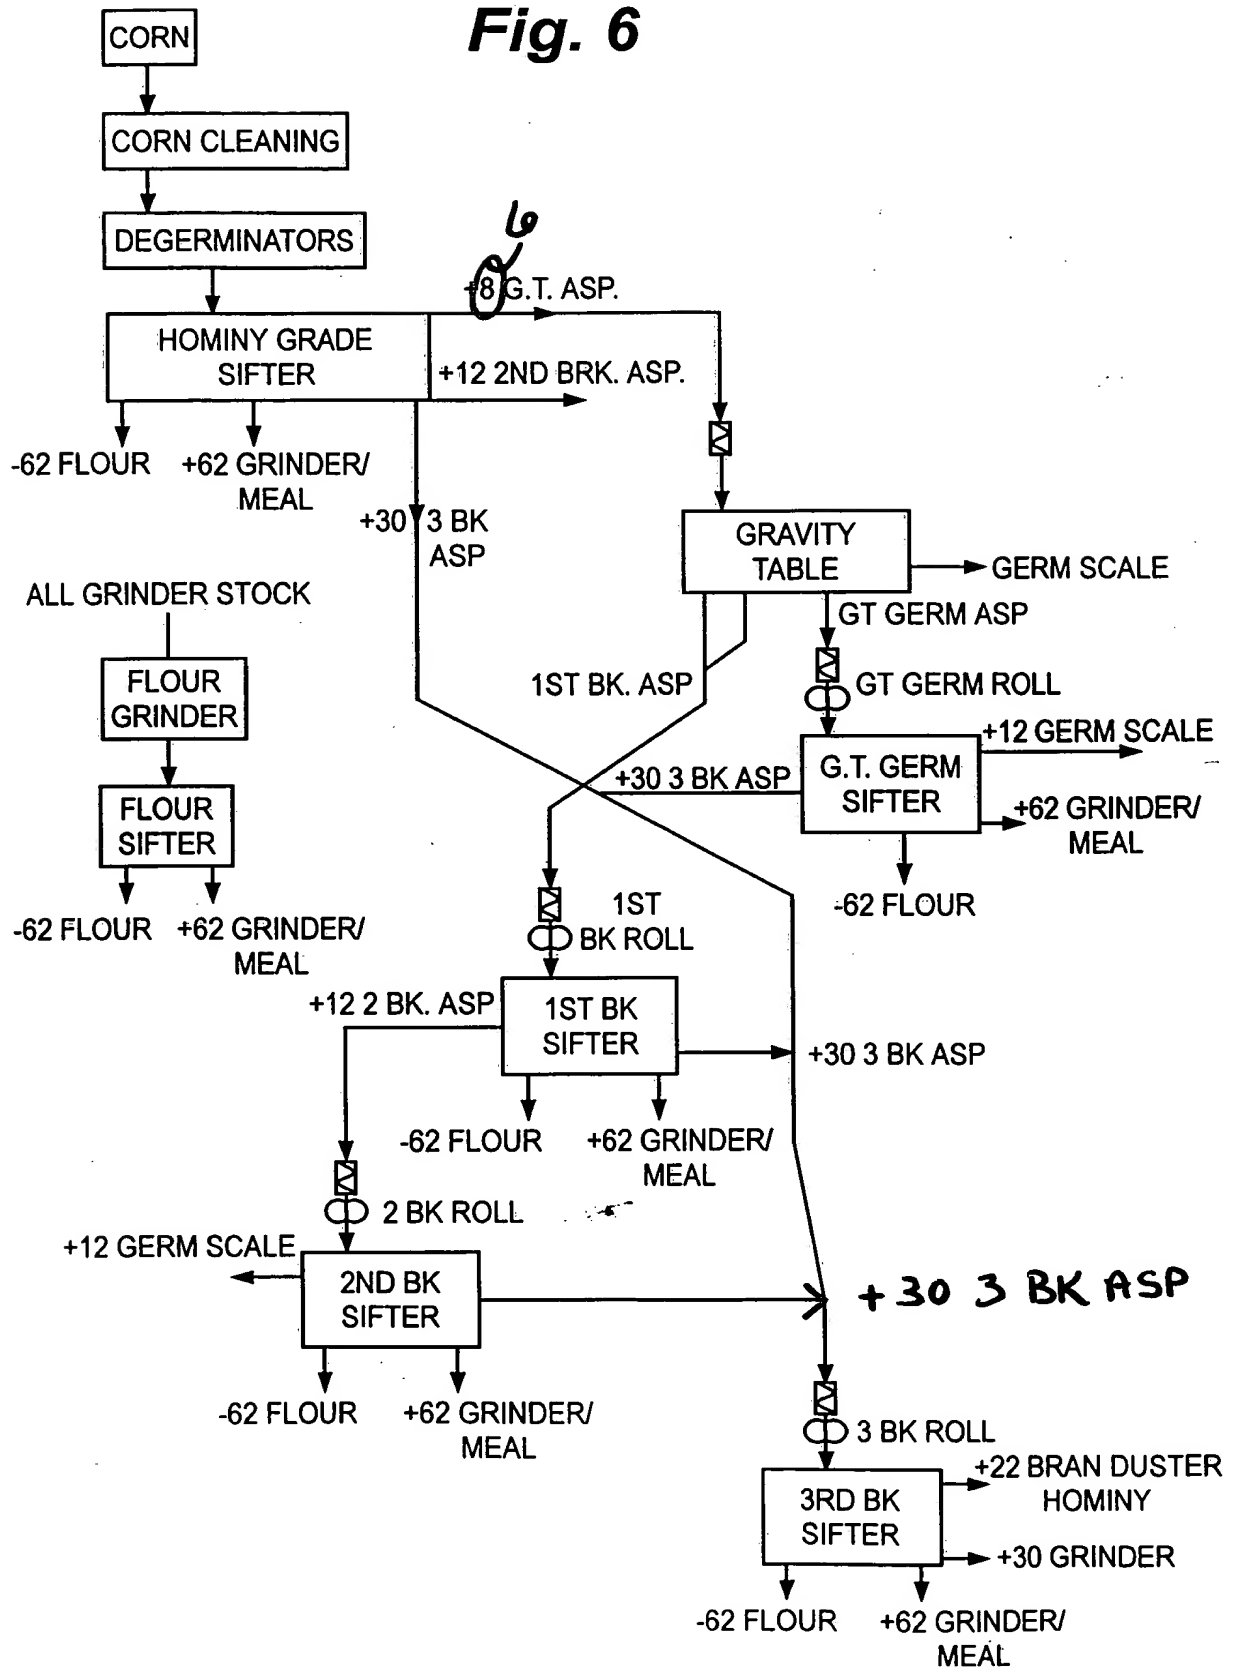 Fig. 6
CORN
CORN CLEANING
DEGERMINATORS
6
+8 G.T. ASP.
HOMINY GRADE
SIFTER
+12 2ND BRK. ASP.
-62 FLOUR
+62 GRINDER/
MEAL
+30 3 BK
ASP
GRAVITY
TABLE
GERM SCALE
ALL GRINDER STOCK
GT GERM ASP
FLOUR
GRINDER
1ST BK. ASP
GT GERM ROLL
+12 GERM SCALE
+30 3 BK ASP
G.T. GERM
SIFTER
FLOUR
SIFTER
+62 GRINDER/
MEAL
-62 FLOUR
-62 FLOUR
+62 GRINDER/
MEAL
1ST
BK ROLL
+12 2 BK. ASP
1ST BK
SIFTER
+30 3 BK ASP
-62 FLOUR
+62 GRINDER/
MEAL
2 BK ROLL
+12 GERM SCALE
2ND BK
SIFTER
+30 3 BK ASP
-62 FLOUR
+62 GRINDER/
MEAL
3 BK ROLL
+22 BRAN DUSTER
HOMINY
3RD BK
SIFTER
+30 GRINDER
-62 FLOUR
+62 GRINDER/
MEAL